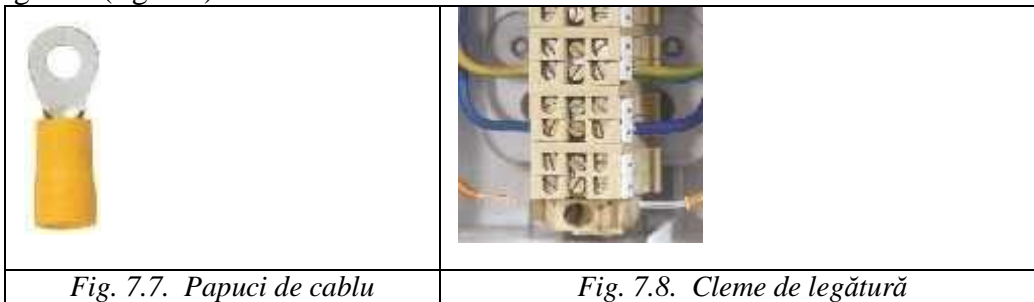 Fig. 7.7. Papuci de cablu
Fig. 7.8. Cleme de legătură